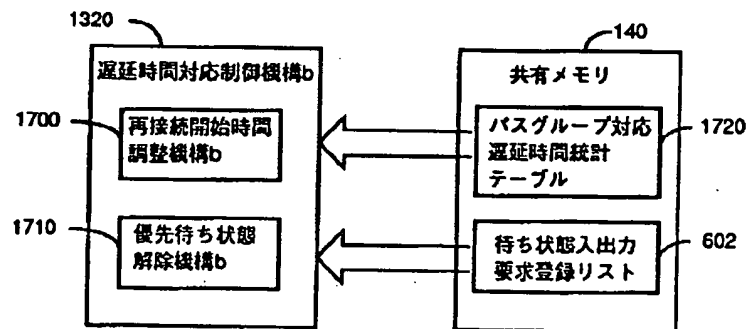 1320
遅延時間対応制御機構b
1700
再接続開始時間
調整機構b
1710
優先待ち状態
解除機構b
140
共有メモリ
パスグループ対応
遅延時間統計
テーブル
1720
待ち状態入出力
要求登録リスト
602